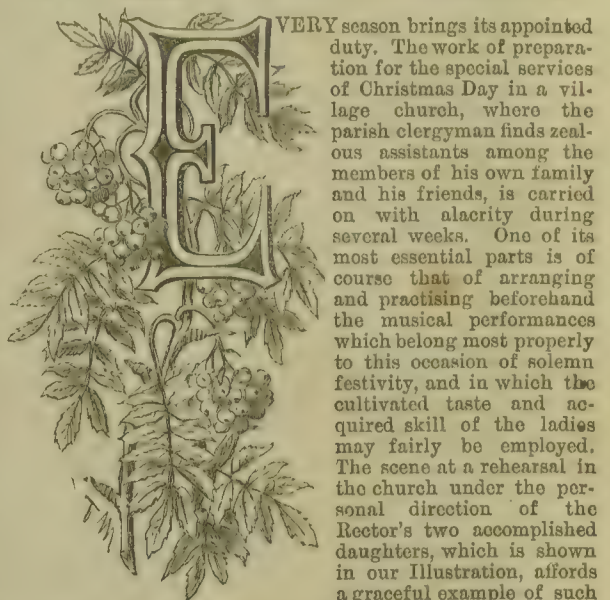 EVERY season brings its appointed
duty. The work of prepara-
tion for the special services
of Christmas Day in a vil-
lage church, where the
parish clergyman finds zeal-
ous assistants among the
members of his own family
and his friends, is carried
on with alacrity during
several weeks. One of its
most essential parts is of
course that of arranging
and practising beforehand
the musical performances
which belong most properly
to this occasion of solemn
festivity, and in which the
cultivated taste and ac-
quired skill of the ladies
may fairly be employed.
The scene at a rehearsal in
the church under the per-
sonal direction of the
Rector's two accomplished
daughters, which is shown
in our Illustration, affords
a graceful example of such